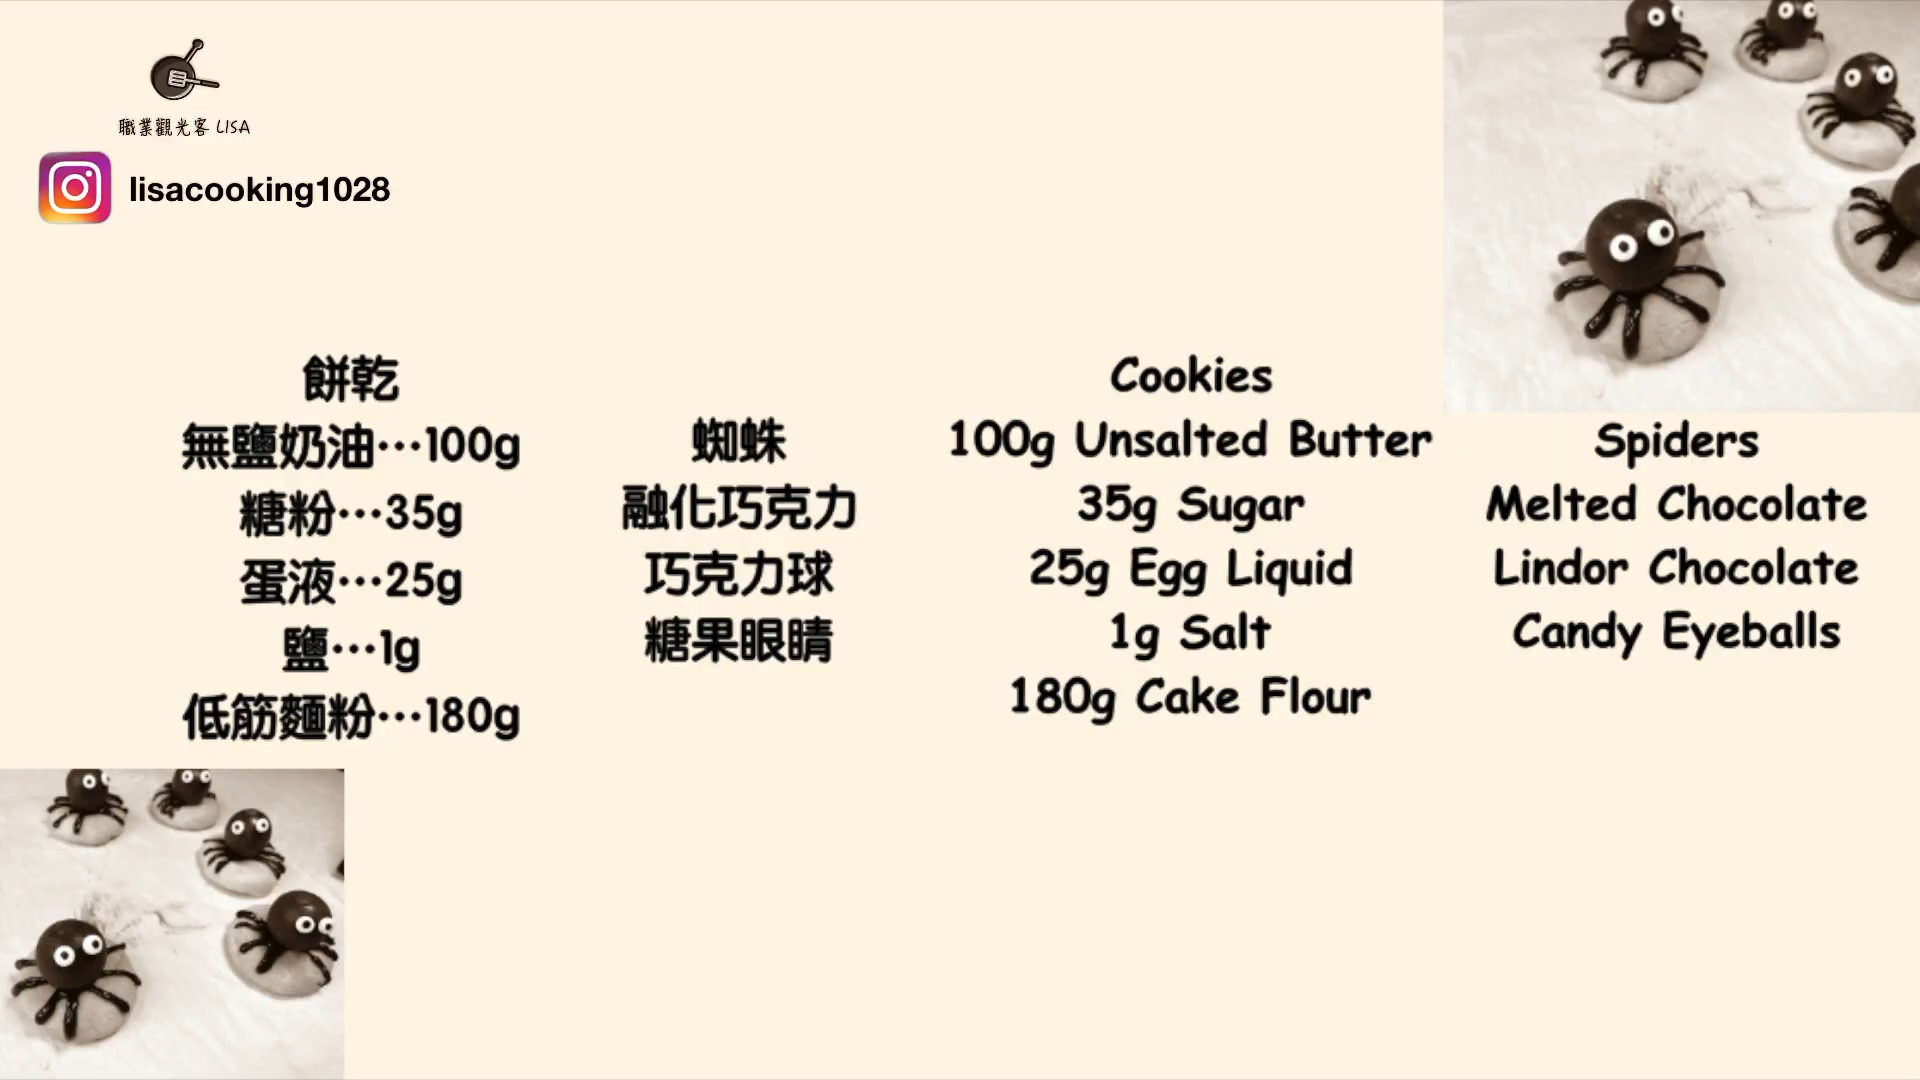 職業觀光客 LISA
lisacooking1028
餅乾
無鹽奶油…100g
糖粉…35g
蛋液…25g
鹽…1g
低筋麵粉…180g
蜘蛛
融化巧克力
巧克力球
糖果眼睛
Cookies
100g Unsalted Butter
35g Sugar
25g Egg Liquid
1g Salt
180g Cake Flour
Spiders
Melted Chocolate
Lindor Chocolate
Candy Eyeballs